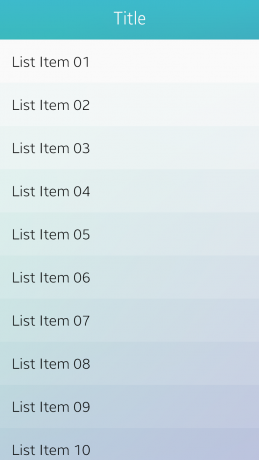 Title
List Item 01
List Item 02
List Item 03
List Item 04
List Item 05
List Item 06
List Item 07
List Item 08
List Item 09
List Item 10